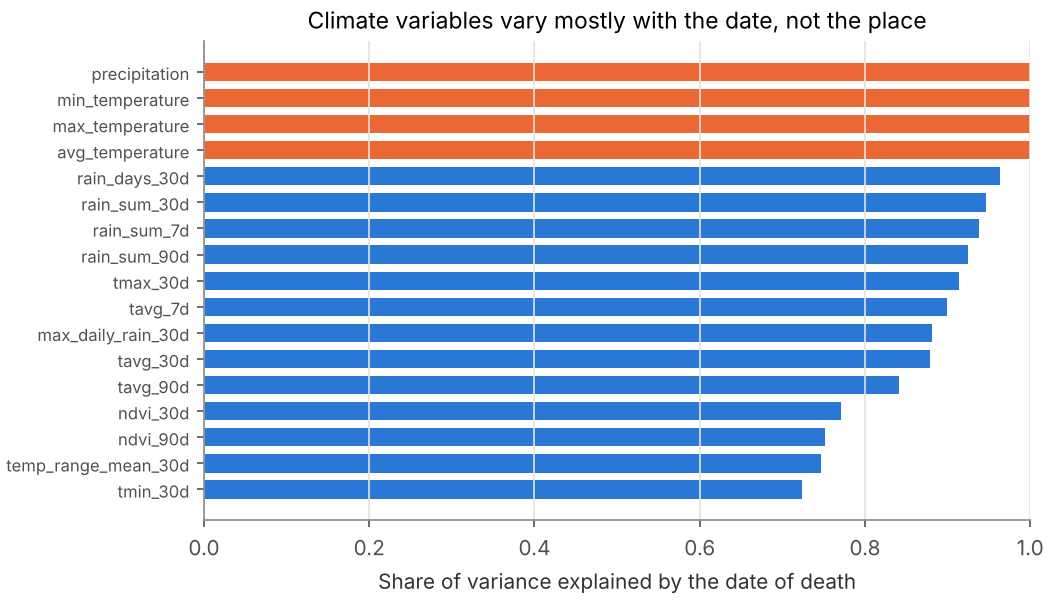 Climate variables vary mostly with the date, not the place
precipitation
min_temperature
max_temperature
avg_temperature
rain_days_30d
rain_sum_30d
rain_sum_7d
rain_sum_90d
tmax_30d
tavg_7d
max_daily_rain_30d
tavg_30d
tavg_90d
ndvi_30d
ndvi_90d
temp_range_mean_30d
tmin_30d
0.0 0.2 0.4 0.6 0.8 1.0
Share of variance explained by the date of death